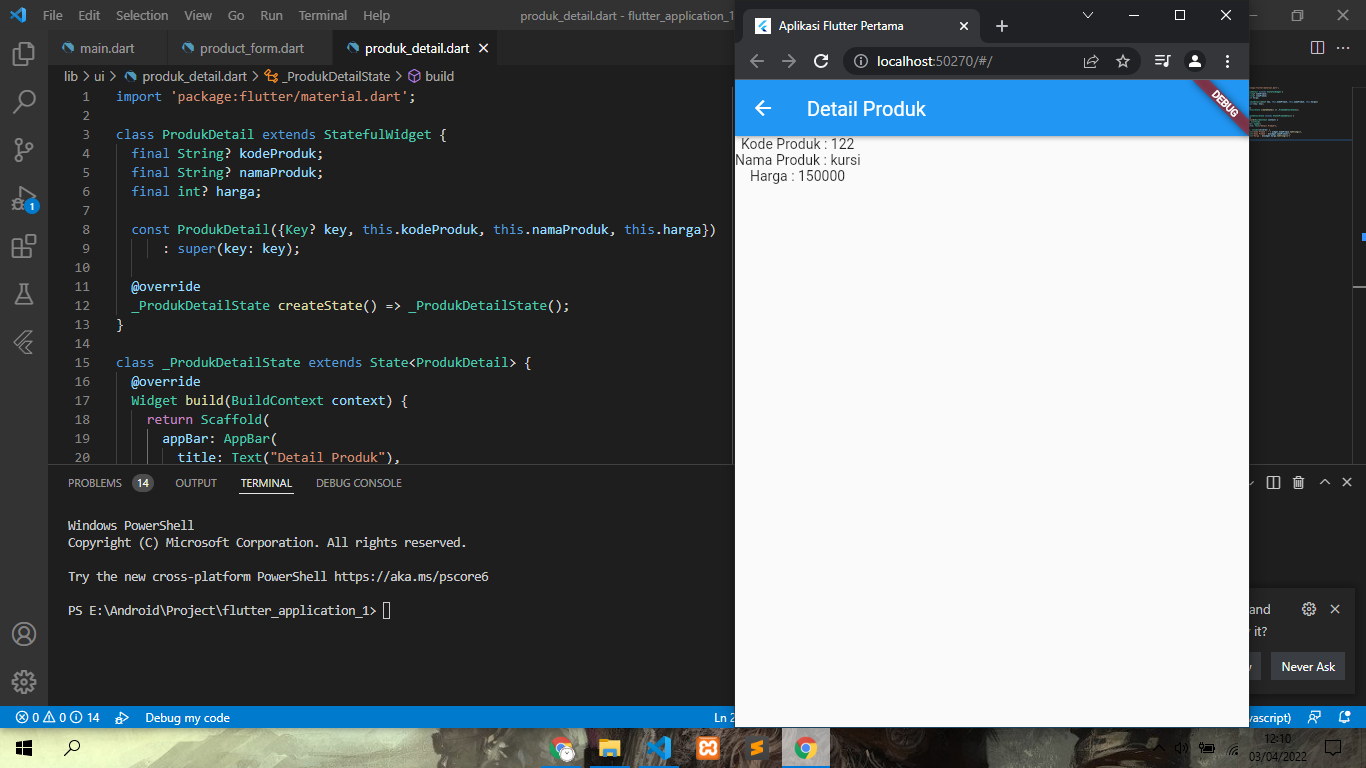 File Edit Selection View Go Run Terminal Help
produk_detail.dart - flutter_application_1
main.dart
product_form.dart
produk_detail.dart
lib > ui > produk_detail.dart > _ProdukDetailState > build
1 import 'package:flutter/material.dart';
2
3 class ProdukDetail extends StatefulWidget {
4 final String? kodeProduk;
5 final String? namaProduk;
6 final int? harga;
7
8 const ProdukDetail({Key? key, this.kodeProduk, this.namaProduk, this.harga})
9 : super(key: key);
10
11 @override
12 _ProdukDetailState createState() => _ProdukDetailState();
13 }
14
15 class _ProdukDetailState extends State<ProdukDetail> {
16 @override
17 Widget build(BuildContext context) {
18 return Scaffold(
19 appBar: AppBar(
20 title: Text("Detail Produk"),
1
PROBLEMS 14 OUTPUT TERMINAL DEBUG CONSOLE
Windows PowerShell
Copyright (C) Microsoft Corporation. All rights reserved.
Try the new cross-platform PowerShell https://aka.ms/pscore6
PS E:\Android\Project\flutter_application_1>
0 0 14 Debug my code
Ln 2
Aplikasi Flutter Pertama
localhost:50270/#/
Detail Produk
DEBUG
Kode Produk : 122
Nama Produk : kursi
Harga : 150000
and
it?
Never Ask
vascript)
12:10
03/04/2022